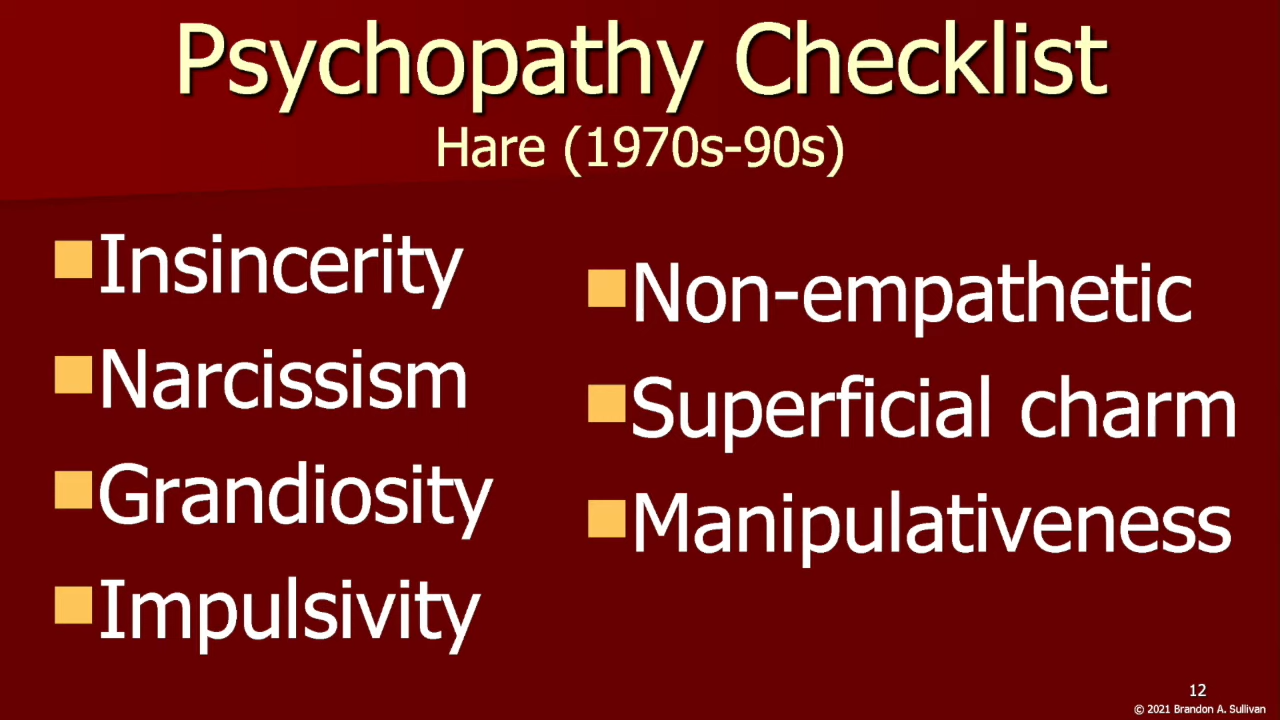 Psychopathy Checklist
Hare (1970s-90s)
Insincerity
Narcissism
Grandiosity
Impulsivity
Non-empathetic
Superficial charm
Manipulativeness
12
© 2021 Brandon A. Sullivan